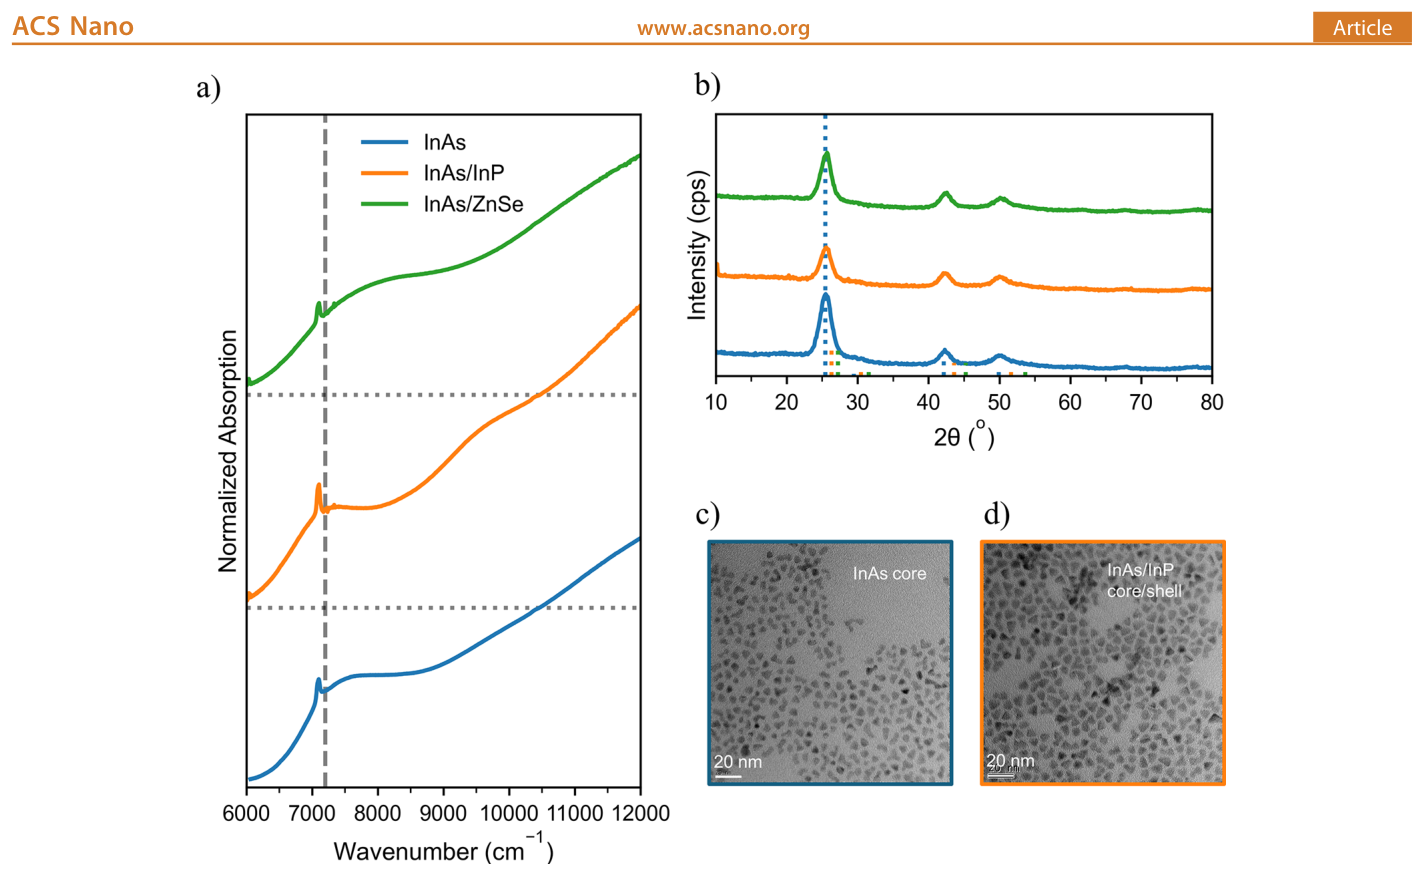 ACS Nano
www.acsnano.org
Article
a)
InAs
InAs/InP
InAs/ZnSe
Normalized Absorption
6000 7000 8000 9000 10000 11000 12000
Wavenumber (cm⁻¹)
b)
Intensity (cps)
10 20 30 40 50 60 70 80
2θ (°)
c)
InAs core
20 nm
d)
InAs/InP
core/shell
20 nm
20 nm